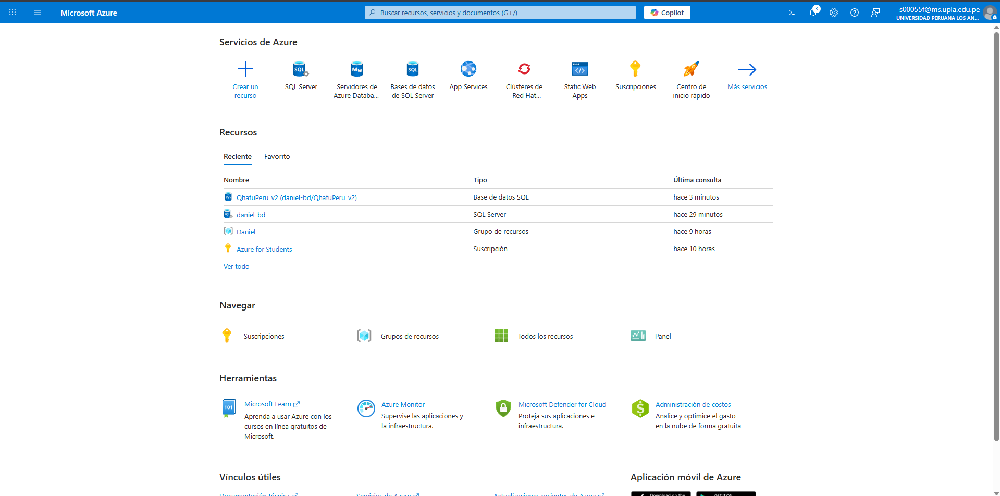 Microsoft Azure
Buscar recursos, servicios y documentos (G+/)
Copilot
3
s00055f@ms.upla.edu.pe
UNIVERSIDAD PERUANA LOS AN...
Servicios de Azure
Crear un
recurso
SQL Server
Servidores de
Azure Databa...
Bases de datos
de SQL Server
App Services
Clústeres de
Red Hat...
Static Web
Apps
Suscripciones
Centro de
inicio rápido
Más servicios
Recursos
Reciente
Favorito
Nombre
Tipo
Última consulta
QhatuPeru_v2 (daniel-bd/QhatuPeru_v2)
Base de datos SQL
hace 3 minutos
daniel-bd
SQL Server
hace 29 minutos
Daniel
Grupo de recursos
hace 9 horas
Azure for Students
Suscripción
hace 10 horas
Ver todo
Navegar
Suscripciones
Grupos de recursos
Todos los recursos
Panel
Herramientas
101
Microsoft Learn
Aprenda a usar Azure con los
cursos en línea gratuitos de
Microsoft.
Azure Monitor
Supervise las aplicaciones y
la infraestructura.
Microsoft Defender for Cloud
Proteja sus aplicaciones e
infraestructura.
Administración de costos
Analice y optimice el gasto
en la nube de forma gratuita
Vínculos útiles
Aplicación móvil de Azure
Documentación técnica
Servicios de Azure
Actualizaciones recientes de Azure
Download on the
GET IT ON